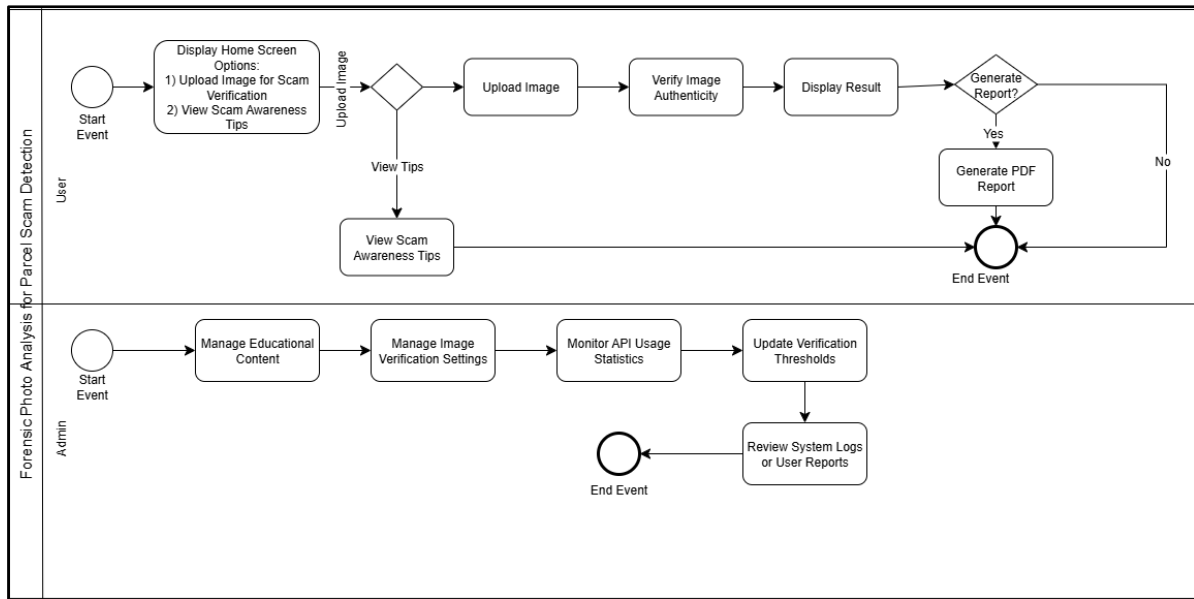 Forensic Photo Analysis for Parcel Scam Detection
User
Start
Event
Display Home Screen
Options:
1) Upload Image for Scam
Verification
2) View Scam Awareness
Tips
Upload Image
Upload Image
Verify Image
Authenticity
Display Result
Generate
Report?
Yes
No
Generate PDF
Report
View Tips
View Scam
Awareness Tips
End Event
Admin
Start
Event
Manage Educational
Content
Manage Image
Verification Settings
Monitor API Usage
Statistics
Update Verification
Thresholds
Review System Logs
or User Reports
End Event